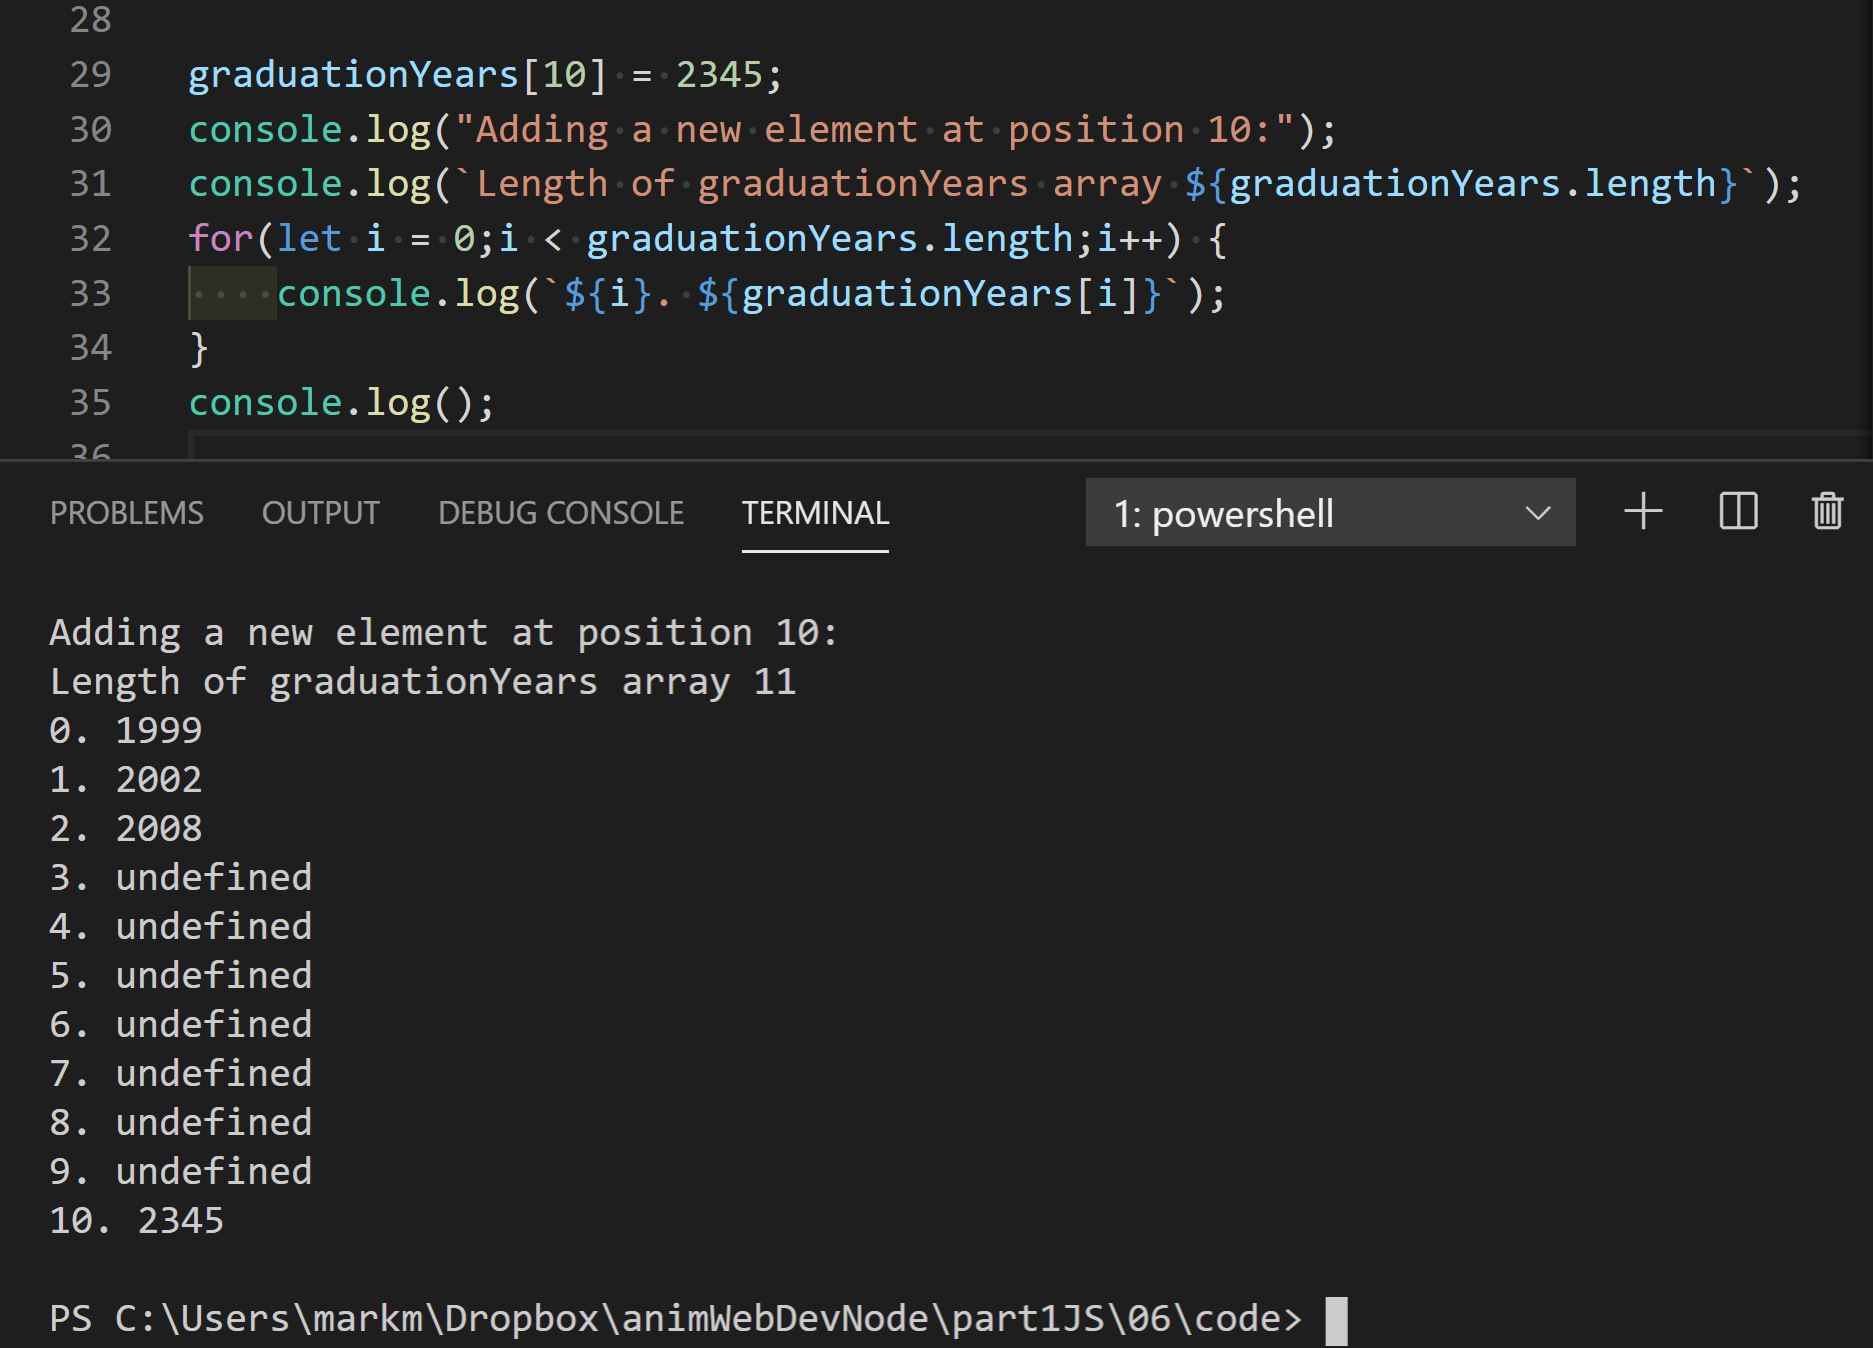 28
29 graduationYears[10] = 2345;
30 console.log("Adding a new element at position 10:");
31 console.log(`Length of graduationYears array ${graduationYears.length}`);
32 for(let i = 0;i < graduationYears.length;i++) {
33     console.log(`${i}. ${graduationYears[i]}`);
34 }
35 console.log();
36
PROBLEMS OUTPUT DEBUG CONSOLE TERMINAL 1: powershell
Adding a new element at position 10:
Length of graduationYears array 11
0. 1999
1. 2002
2. 2008
3. undefined
4. undefined
5. undefined
6. undefined
7. undefined
8. undefined
9. undefined
10. 2345
PS C:\Users\markm\Dropbox\animWebDevNode\part1JS\06\code>